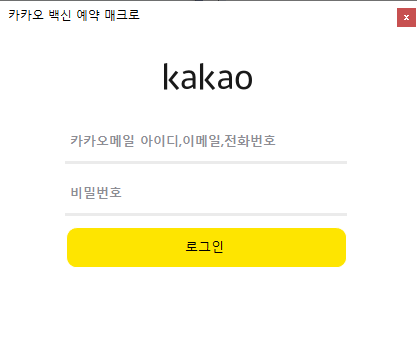 카카오 백신 예약 매크로
x
kakao
카카오메일 아이디,이메일,전화번호
비밀번호
로그인